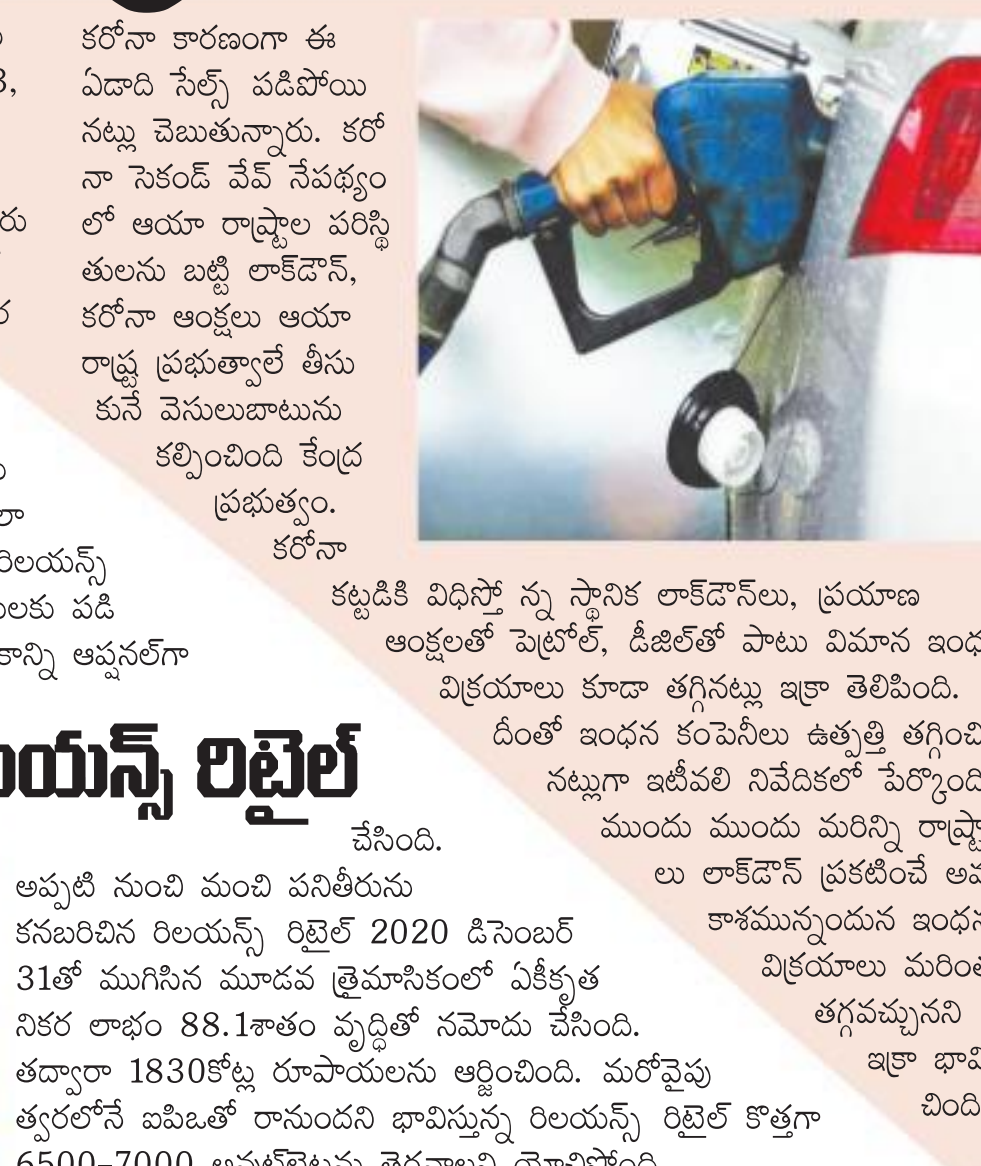 కరోనా కారణంగా ఈ
ఏడాది సేల్స్ పడిపోయి
నట్లు చెబుతున్నారు. కరో
నా సెకండ్ వేవ్ నేపథ్యం
లో ఆయా రాష్ట్రాల పరిస్థి
తులను బట్టి లాక్‌డౌన్,
కరోనా ఆంక్షలు ఆయా
రాష్ట్ర ప్రభుత్వాలే తీసు
కునే వెసులుబాటును
కల్పించింది కేంద్ర
ప్రభుత్వం.
కరోనా
కట్టడికి విధిస్తో న్న స్థానిక లాక్‌డౌన్‌లు, ప్రయాణ
ఆంక్షలతో పెట్రోల్, డీజిల్‌తో పాటు విమాన ఇంధ
విక్రయాలు కూడా తగ్గినట్లు ఇక్రా తెలిపింది.
దీంతో ఇంధన కంపెనీలు ఉత్పత్తి తగ్గించి
నట్లుగా ఇటీవలి నివేదికలో పేర్కొంది
ముందు ముందు మరిన్ని రాష్ట్రా
లు లాక్‌డౌన్ ప్రకటించే అవ
కాశమున్నందున ఇంధన
విక్రయాలు మరింత
తగ్గవచ్చునని
ఇక్రా భావి
చింది
రిలయన్స్
లకు పడి
కాన్ని ఆప్షనల్‌గా
యన్స్ రిటైల్
చేసింది.
అప్పటి నుంచి మంచి పనితీరును
కనబరిచిన రిలయన్స్ రిటైల్ 2020 డిసెంబర్
31తో ముగిసిన మూడవ త్రైమాసికంలో ఏకీకృత
నికర లాభం 88.1శాతం వృద్ధితో నమోదు చేసింది.
తద్వారా 1830కోట్ల రూపాయలను ఆర్జించింది. మరోవైపు
త్వరలోనే ఐపిఒతో రానుందని భావిస్తున్న రిలయన్స్ రిటైల్ కొత్తగా
6500-7000